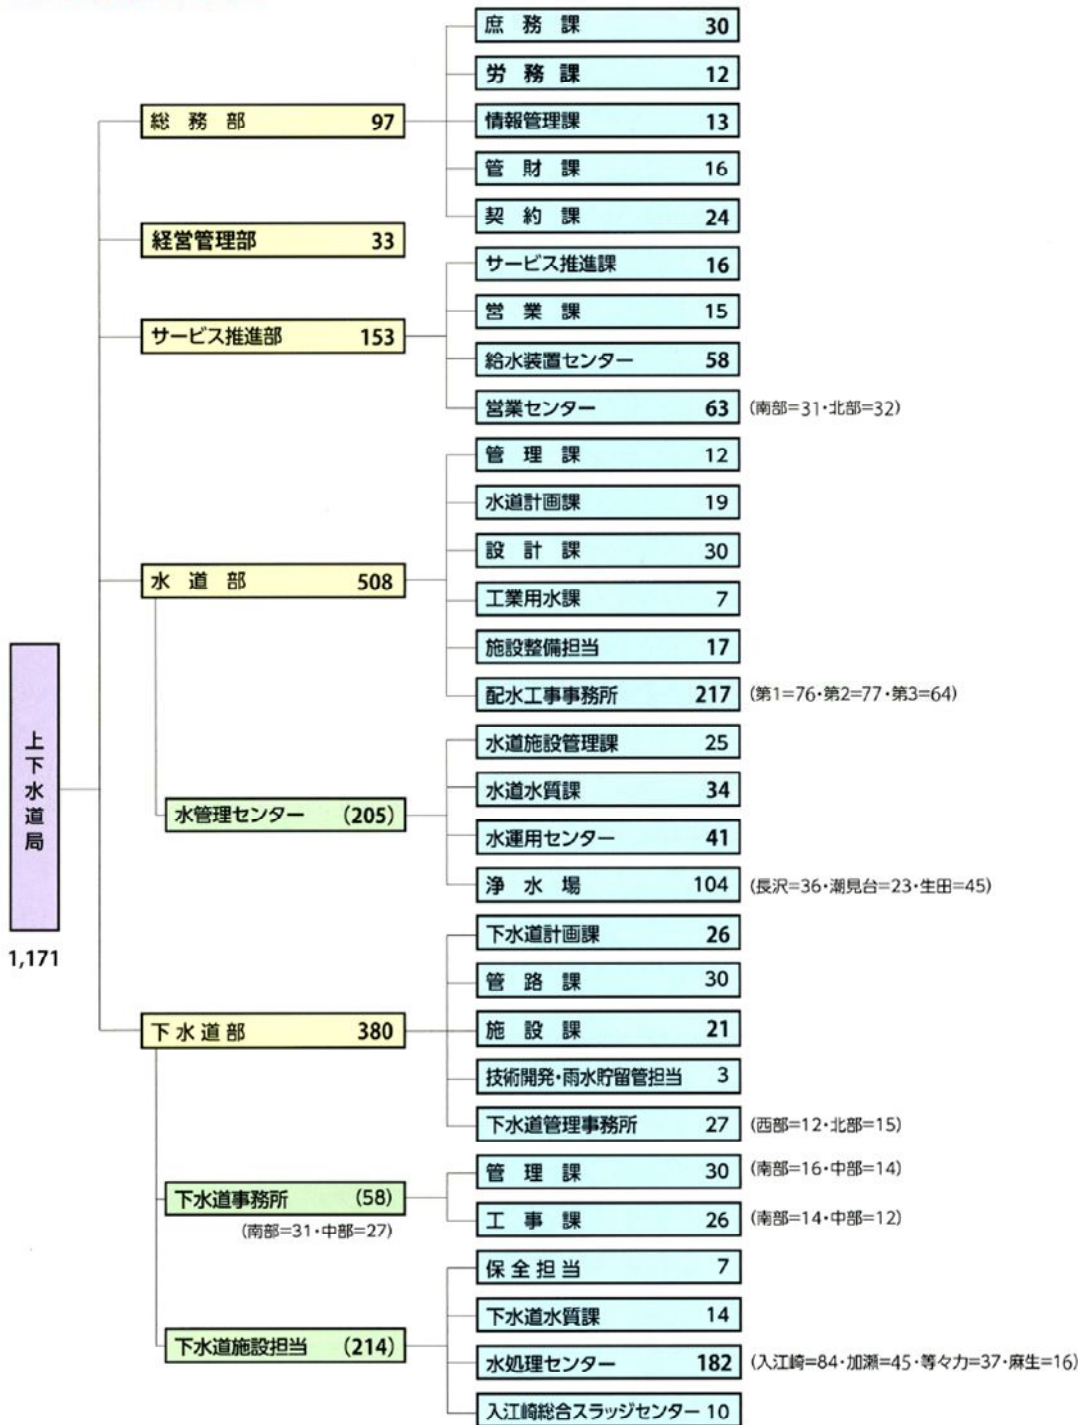 上下水道局
1,171
総務部 97
庶務課 30
労務課 12
情報管理課 13
管財課 16
契約課 24
経営管理部 33
サービス推進部 153
サービス推進課 16
営業課 15
給水装置センター 58
営業センター 63 (南部=31・北部=32)
水道部 508
管理課 12
水道計画課 19
設計課 30
工業用水課 7
施設整備担当 17
配水工事事務所 217 (第1=76・第2=77・第3=64)
水管理センター (205)
水道施設管理課 25
水道水質課 34
水運用センター 41
浄水場 104 (長沢=36・潮見台=23・生田=45)
下水道部 380
下水道計画課 26
管路課 30
施設課 21
技術開発・雨水貯留管担当 3
下水道管理事務所 27 (西部=12・北部=15)
下水道事務所 (58)
(南部=31・中部=27)
管理課 30 (南部=16・中部=14)
工事課 26 (南部=14・中部=12)
下水道施設担当 (214)
保全担当 7
下水道水質課 14
水処理センター 182 (入江崎=84・加瀬=45・等々力=37・麻生=16)
入江崎総合スラッジセンター 10